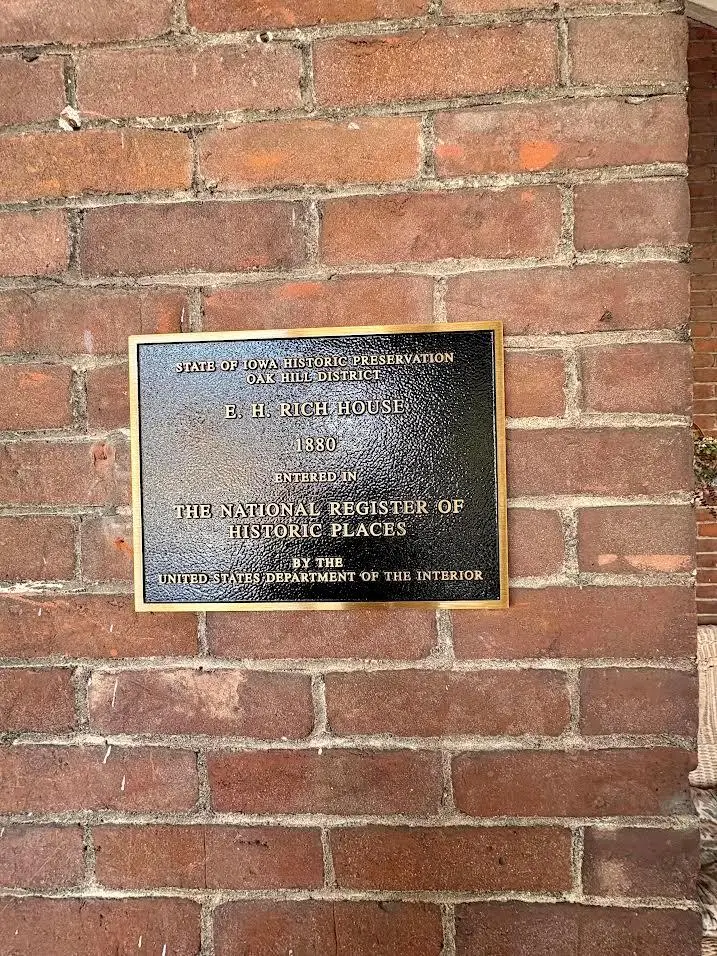 STATE OF IOWA HISTORIC PRESERVATION
OAK HILL DISTRICT
E. H. RICH HOUSE
1880
ENTERED IN
THE NATIONAL REGISTER OF
HISTORIC PLACES
BY THE
UNITED STATES DEPARTMENT OF THE INTERIOR